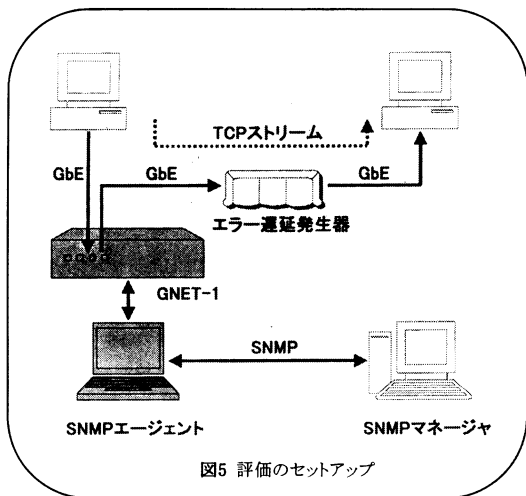 TCPストリーム
GbE
GbE
GbE
エラー遅延発生器
GNET-1
SNMP
SNMPエージェント
SNMPマネージャ
図5 評価のセットアップ